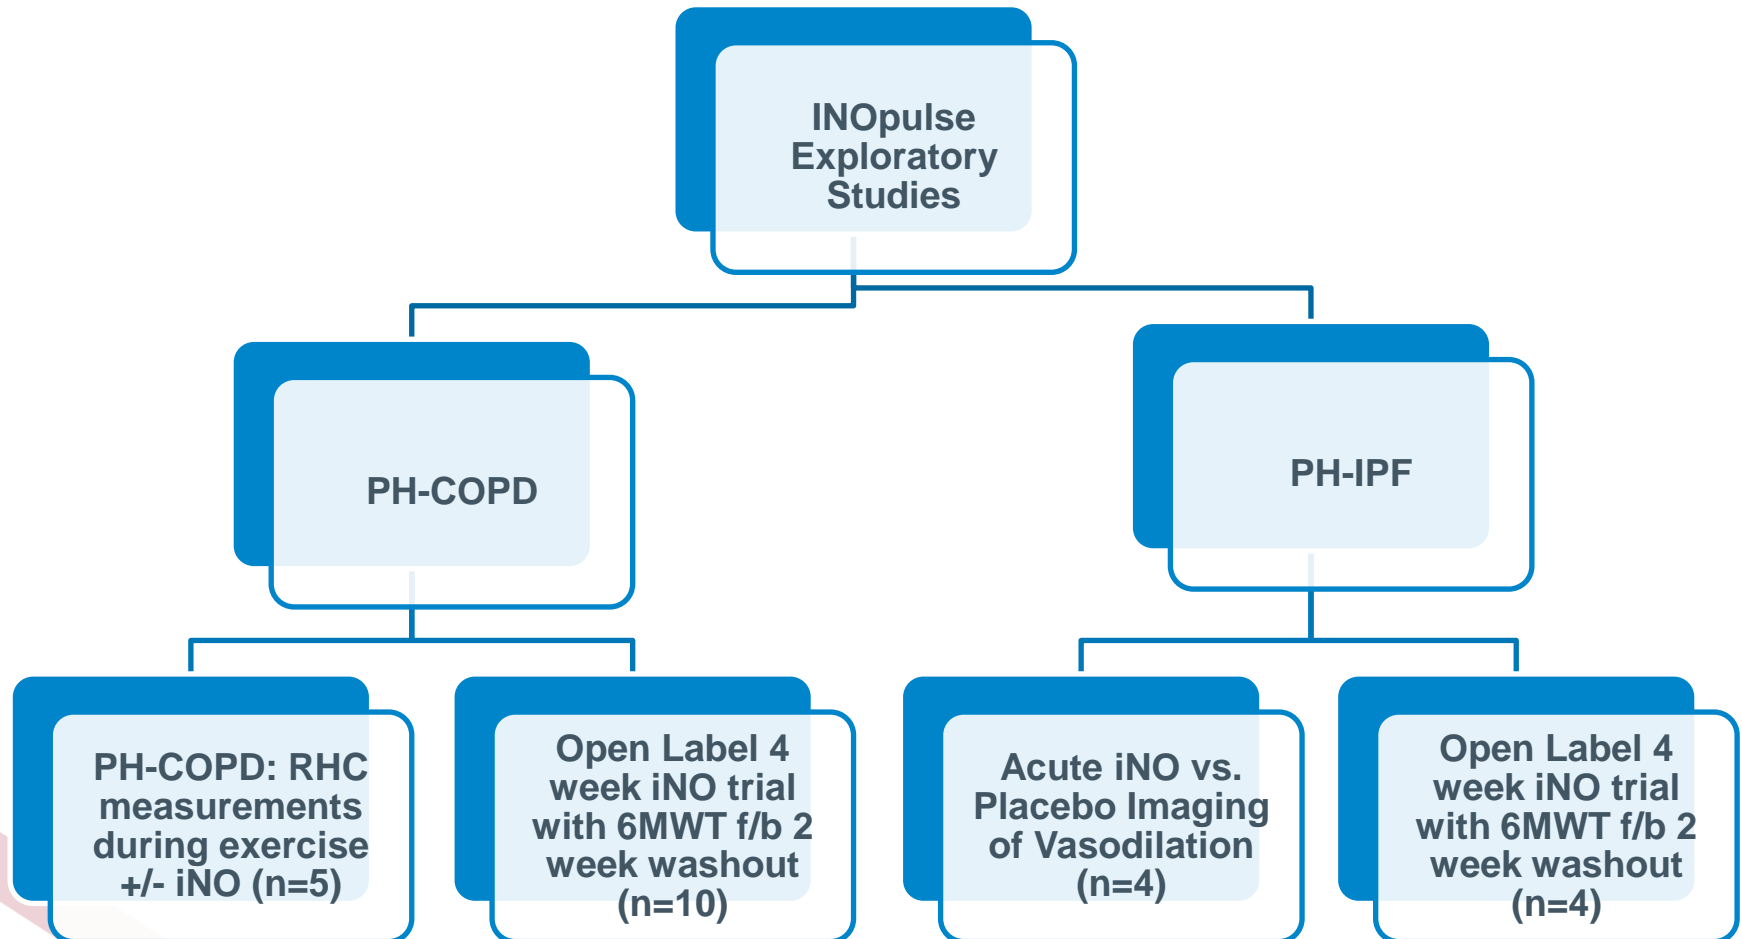 INOpulse
Exploratory
Studies
PH-COPD
PH-IPF
PH-COPD: RHC
measurements
during exercise
+/- iNO (n=5)
Open Label 4
week iNO trial
with 6MWT f/b 2
week washout
(n=10)
Acute iNO vs.
Placebo Imaging
of Vasodilation
(n=4)
Open Label 4
week iNO trial
with 6MWT f/b 2
week washout
(n=4)